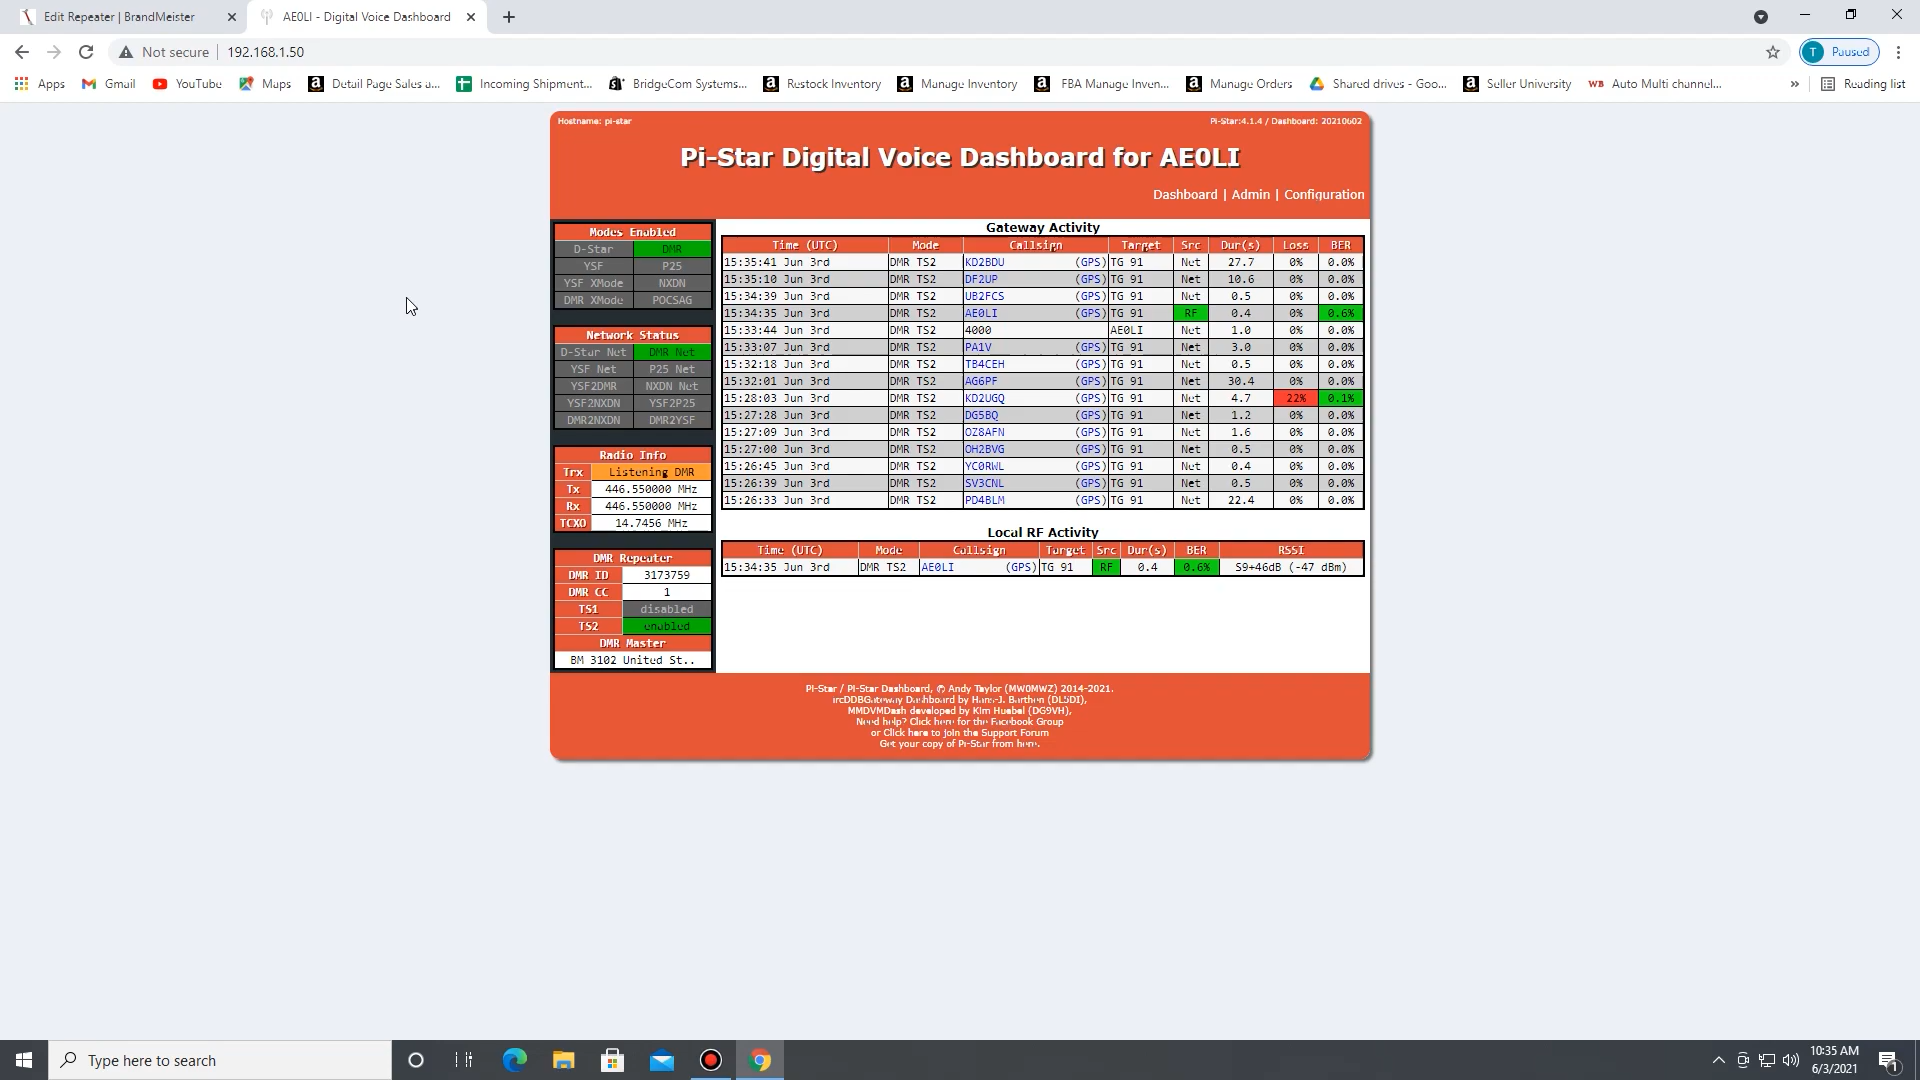 Edit Repeater | BrandMeister
AE0LI - Digital Voice Dashboard
Not secure
192.168.1.50
T
Paused
Apps
Gmail
YouTube
Maps
Detail Page Sales a...
Incoming Shipment...
BridgeCom Systems...
Restock Inventory
Manage Inventory
FBA Manage Inven...
Manage Orders
Shared drives - Goo...
Seller University
WB Auto Multi channel...
»
Reading list
Hostname: pi-star
Pi-Star:4.1.4 / Dashboard: 20210602
Pi-Star Digital Voice Dashboard for AE0LI
Dashboard | Admin | Configuration
Modes Enabled
D-Star DMR
YSF P25
YSF XMode NXDN
DMR XMode POCSAG
Network Status
D-Star Net DMR Net
YSF Net P25 Net
YSF2DMR NXDN Net
YSF2NXDN YSF2P25
DMR2NXDN DMR2YSF
Radio Info
Trx Listening DMR
Tx 446.550000 MHz
Rx 446.550000 MHz
TCXO 14.7456 MHz
DMR Repeater
DMR ID 3173759
DMR CC 1
TS1 disabled
TS2 enabled
DMR Master
BM 3102 United St..
Gateway Activity
Time (UTC) Mode Callsign Target Src Dur(s) Loss BER
15:35:41 Jun 3rd DMR TS2 KD2BDU (GPS) TG 91 Net 27.7 0% 0.0%
15:35:10 Jun 3rd DMR TS2 DF2UP (GPS) TG 91 Net 10.6 0% 0.0%
15:34:39 Jun 3rd DMR TS2 UB2FCS (GPS) TG 91 Net 0.5 0% 0.0%
15:34:35 Jun 3rd DMR TS2 AE0LI (GPS) TG 91 RF 0.4 0% 0.6%
15:33:44 Jun 3rd DMR TS2 4000 AE0LI Net 1.0 0% 0.0%
15:33:07 Jun 3rd DMR TS2 PA1V (GPS) TG 91 Net 3.0 0% 0.0%
15:32:18 Jun 3rd DMR TS2 TB4CEH (GPS) TG 91 Net 0.5 0% 0.0%
15:32:01 Jun 3rd DMR TS2 AG6PF (GPS) TG 91 Net 30.4 0% 0.0%
15:28:03 Jun 3rd DMR TS2 KD2UGQ (GPS) TG 91 Net 4.7 22% 0.1%
15:27:28 Jun 3rd DMR TS2 DG5BQ (GPS) TG 91 Net 1.2 0% 0.0%
15:27:09 Jun 3rd DMR TS2 OZ8AFN (GPS) TG 91 Net 1.6 0% 0.0%
15:27:00 Jun 3rd DMR TS2 OH2BVG (GPS) TG 91 Net 0.5 0% 0.0%
15:26:45 Jun 3rd DMR TS2 YC0RWL (GPS) TG 91 Net 0.4 0% 0.0%
15:26:39 Jun 3rd DMR TS2 SV3CNL (GPS) TG 91 Net 0.5 0% 0.0%
15:26:33 Jun 3rd DMR TS2 PD4BLM (GPS) TG 91 Net 22.4 0% 0.0%
Local RF Activity
Time (UTC) Mode Callsign Target Src Dur(s) BER RSSI
15:34:35 Jun 3rd DMR TS2 AE0LI (GPS) TG 91 RF 0.4 0.6% S9+46dB (-47 dBm)
Pi-Star / Pi-Star Dashboard, © Andy Taylor (MW0MWZ) 2014-2021.
ircDDBGateway Dashboard by Hans-J. Barthen (DL5DI),
MMDVMDash developed by Kim Huebel (DG9VH),
Need help? Click here for the Facebook Group
or Click here to join the Support Forum
Get your copy of Pi-Star from here.
Type here to search
10:35 AM
6/3/2021
1